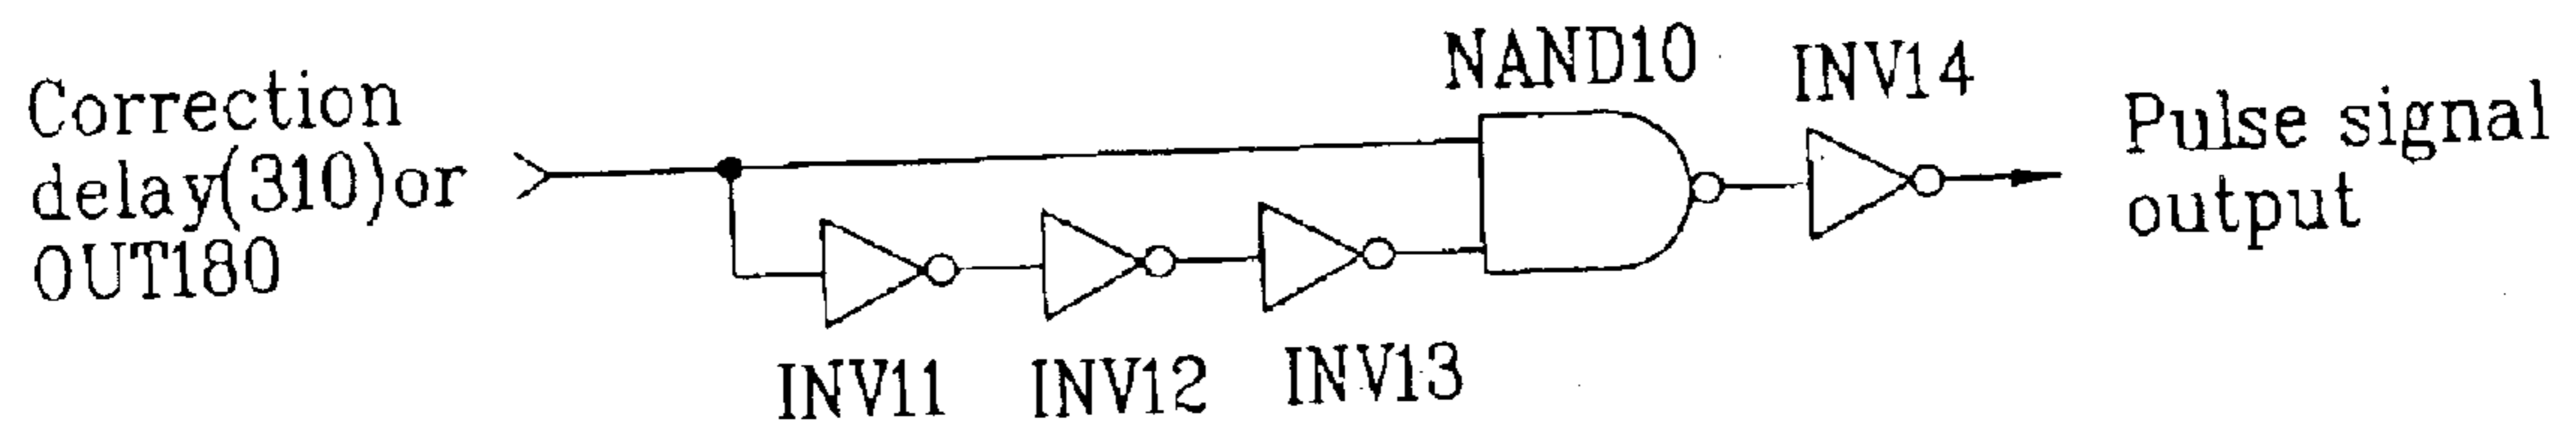 Correction
delay(310)or
OUT180
NAND10
INV14
Pulse signal
output
INV11
INV12
INV13